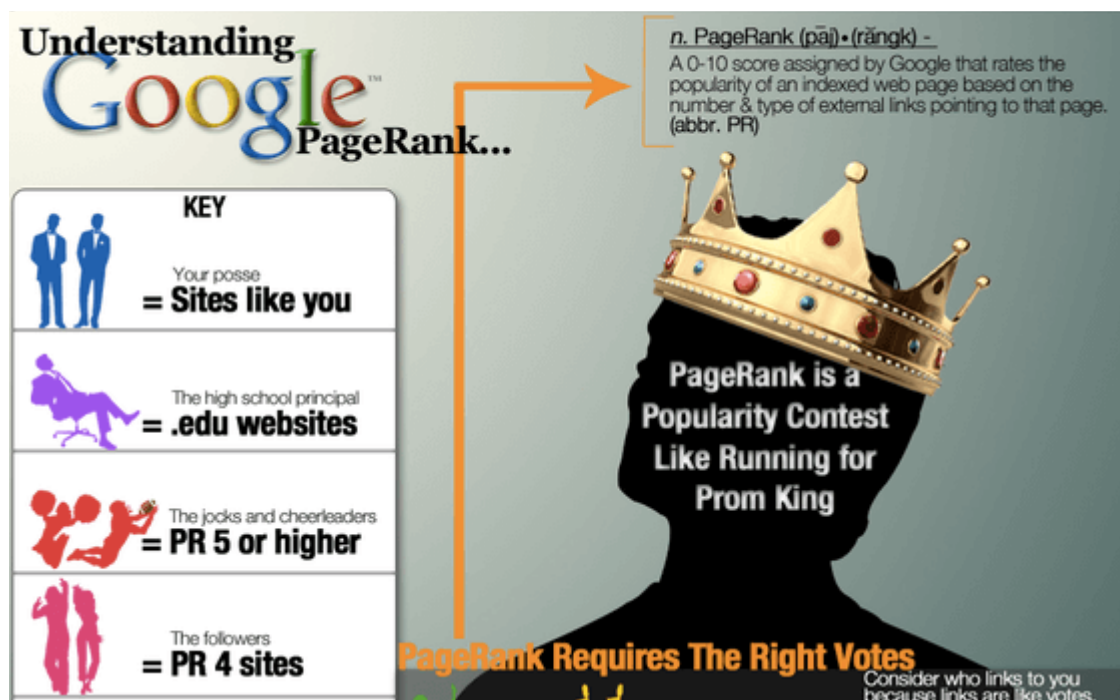 Understanding
Google™
PageRank...
n. PageRank (pāj)•(răngk) -
A 0-10 score assigned by Google that rates the
popularity of an indexed web page based on the
number & type of external links pointing to that page.
(abbr. PR)
KEY
Your posse
= Sites like you
The high school principal
= .edu websites
The jocks and cheerleaders
= PR 5 or higher
The followers
= PR 4 sites
PageRank is a
Popularity Contest
Like Running for
Prom King
PageRank Requires The Right Votes
Consider who links to you
because links are like votes